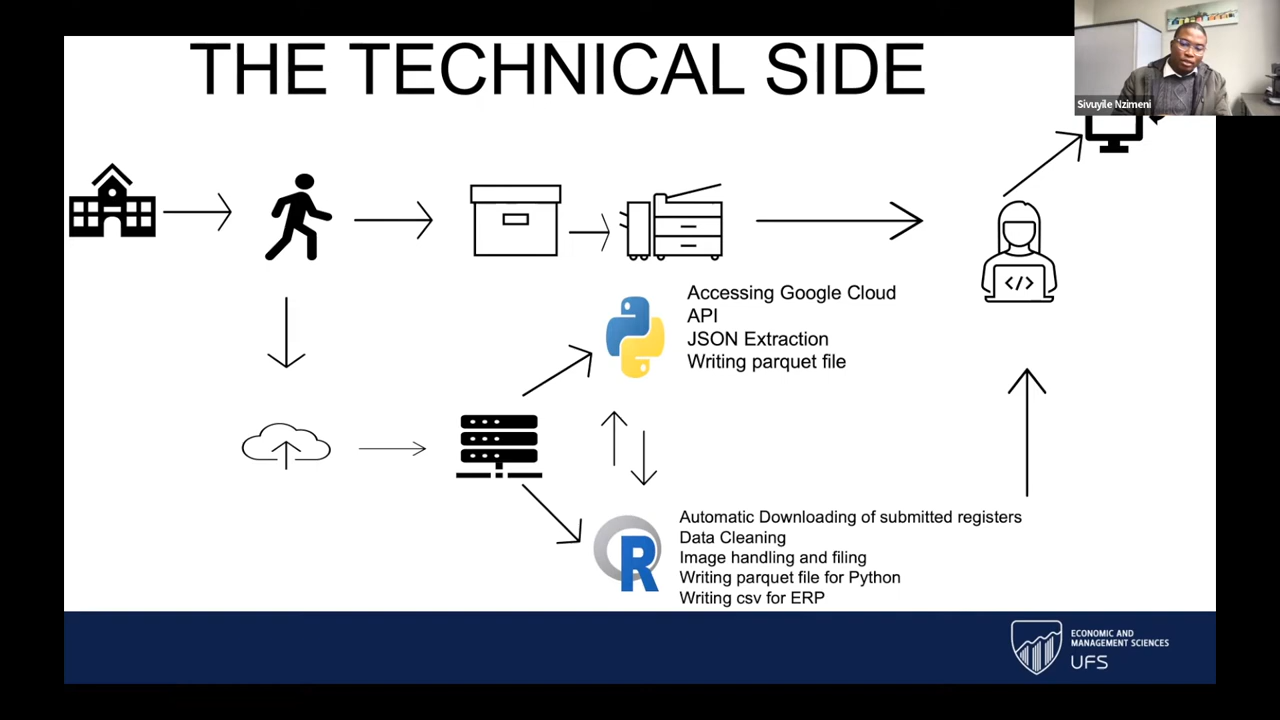 THE TECHNICAL SIDE
Sivuyile Nzimeni
</>
Accessing Google Cloud
API
JSON Extraction
Writing parquet file
R
Automatic Downloading of submitted registers
Data Cleaning
Image handling and filing
Writing parquet file for Python
Writing csv for ERP
ECONOMIC AND
MANAGEMENT SCIENCES
UFS